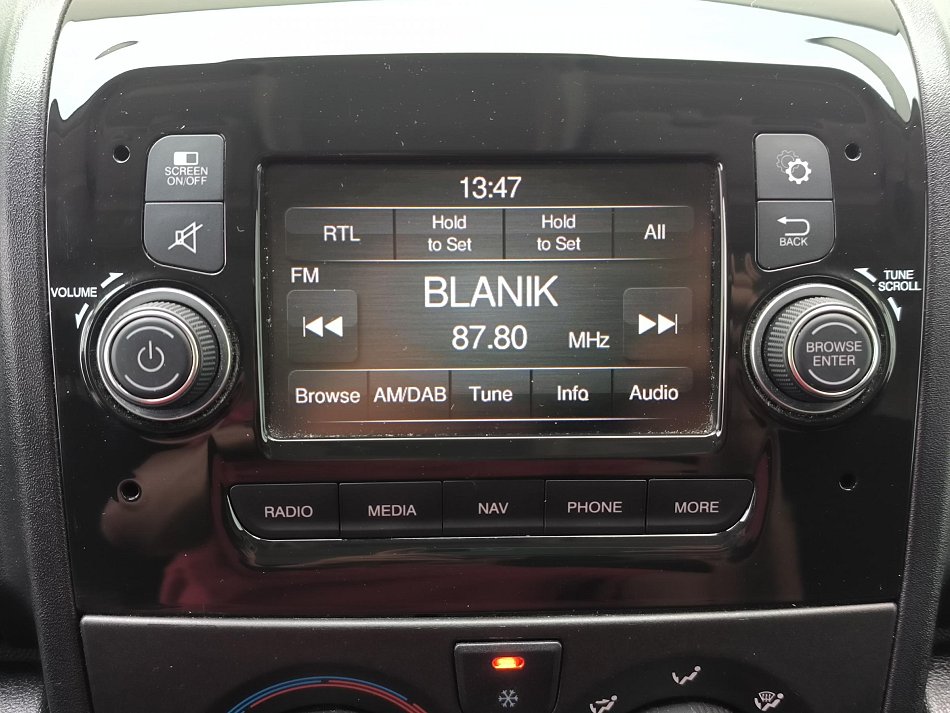 SCREEN
ON/OFF
13:47
RTL
Hold
to Set
Hold
to Set
All
BACK
VOLUME
TUNE
SCROLL
FM
BLANIK
87.80 MHz
BROWSE
ENTER
Browse
AM/DAB
Tune
Info
Audio
RADIO
MEDIA
NAV
PHONE
MORE